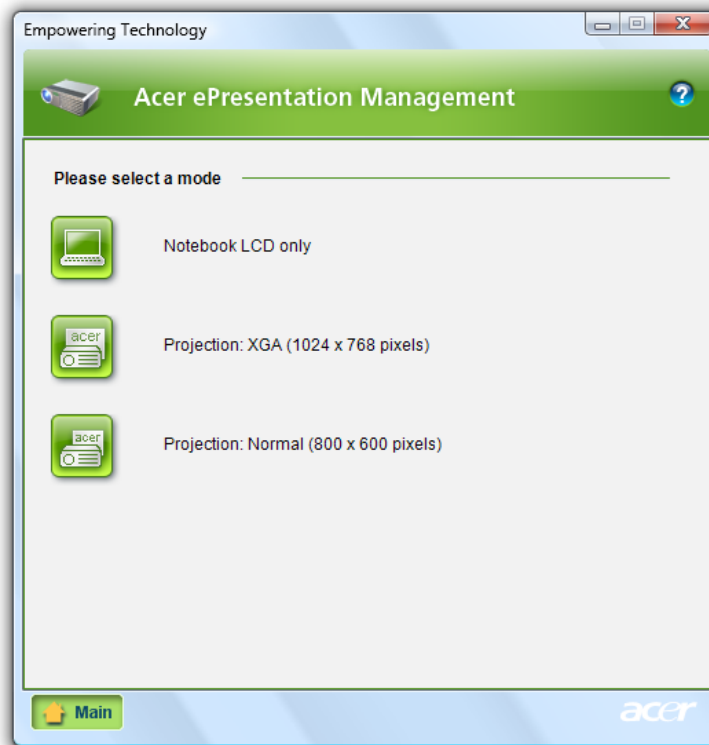 Empowering Technology
Acer ePresentation Management
?
Please select a mode
Notebook LCD only
acer
Projection: XGA (1024 x 768 pixels)
acer
Projection: Normal (800 x 600 pixels)
Main
acer